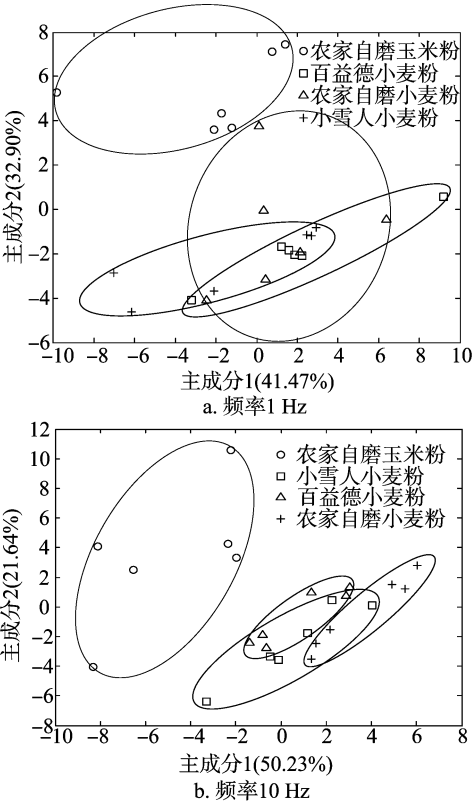 8
6
4
2
0
−2
−4
−6
主成分2(32.90%)
○农家自磨玉米粉
□百益德小麦粉
△农家自磨小麦粉
+小雪人小麦粉
−10 −8 −6 −4 −2 0 2 4 6 8 10
主成分1(41.47%)
a. 频率1 Hz
12
10
8
6
4
2
0
−2
−4
−6
−8
主成分2(21.64%)
○农家自磨玉米粉
□小雪人小麦粉
△百益德小麦粉
+农家自磨小麦粉
−10 −8 −6 −4 −2 0 2 4 6 8
主成分1(50.23%)
b. 频率10 Hz